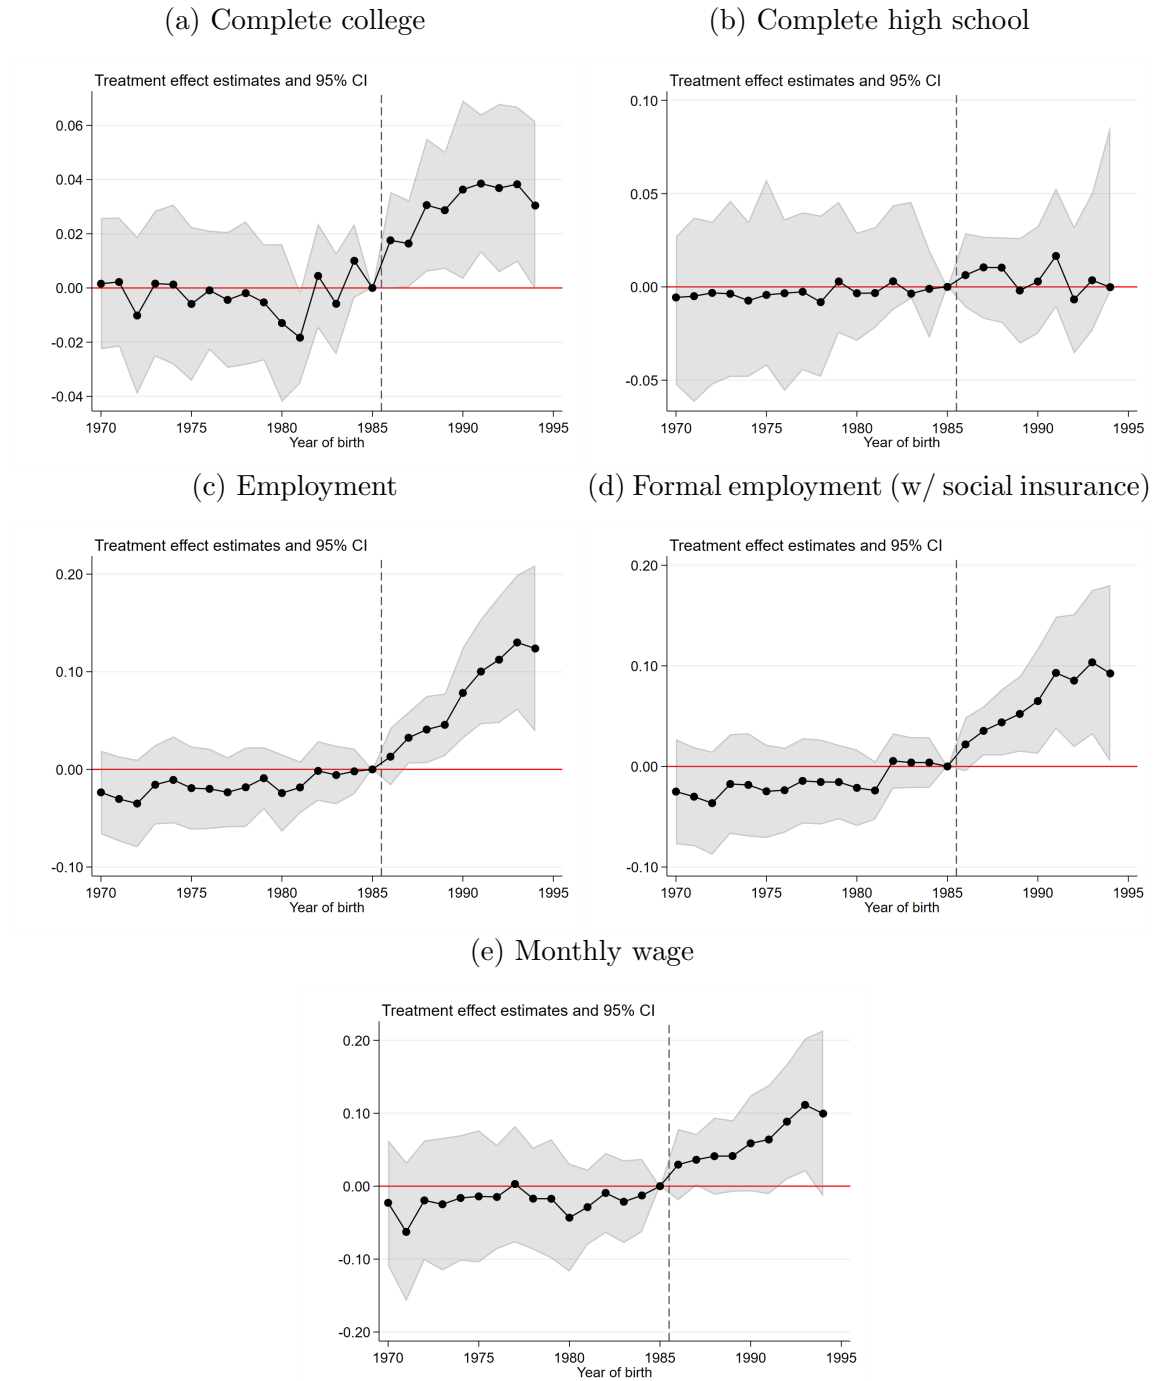 (a) Complete college
Treatment effect estimates and 95% CI
0.06
0.04
0.02
0.00
-0.02
-0.04
1970 1975 1980 1985 1990 1995
Year of birth
(b) Complete high school
Treatment effect estimates and 95% CI
0.10
0.05
0.00
-0.05
1970 1975 1980 1985 1990 1995
Year of birth
(c) Employment
Treatment effect estimates and 95% CI
0.20
0.10
0.00
-0.10
1970 1975 1980 1985 1990 1995
Year of birth
(d) Formal employment (w/ social insurance)
Treatment effect estimates and 95% CI
0.20
0.10
0.00
-0.10
1970 1975 1980 1985 1990 1995
Year of birth
(e) Monthly wage
Treatment effect estimates and 95% CI
0.20
0.10
0.00
-0.10
-0.20
1970 1975 1980 1985 1990 1995
Year of birth